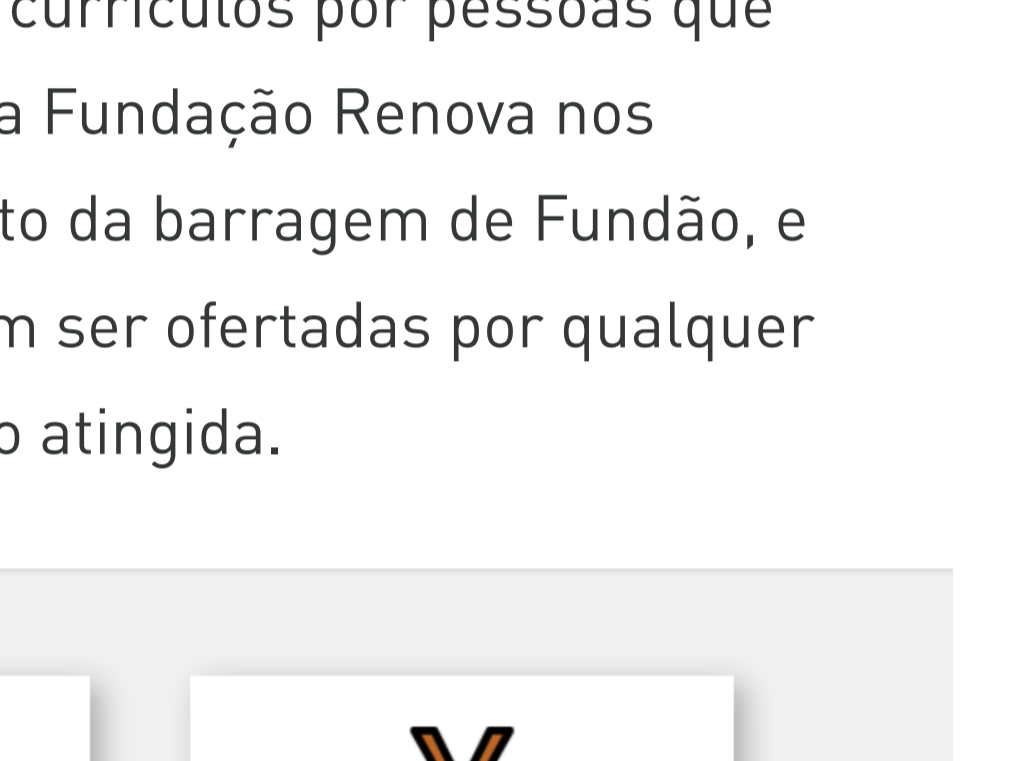 currículos por pessoas que
a Fundação Renova nos
to da barragem de Fundão, e
m ser ofertadas por qualquer
o atingida.